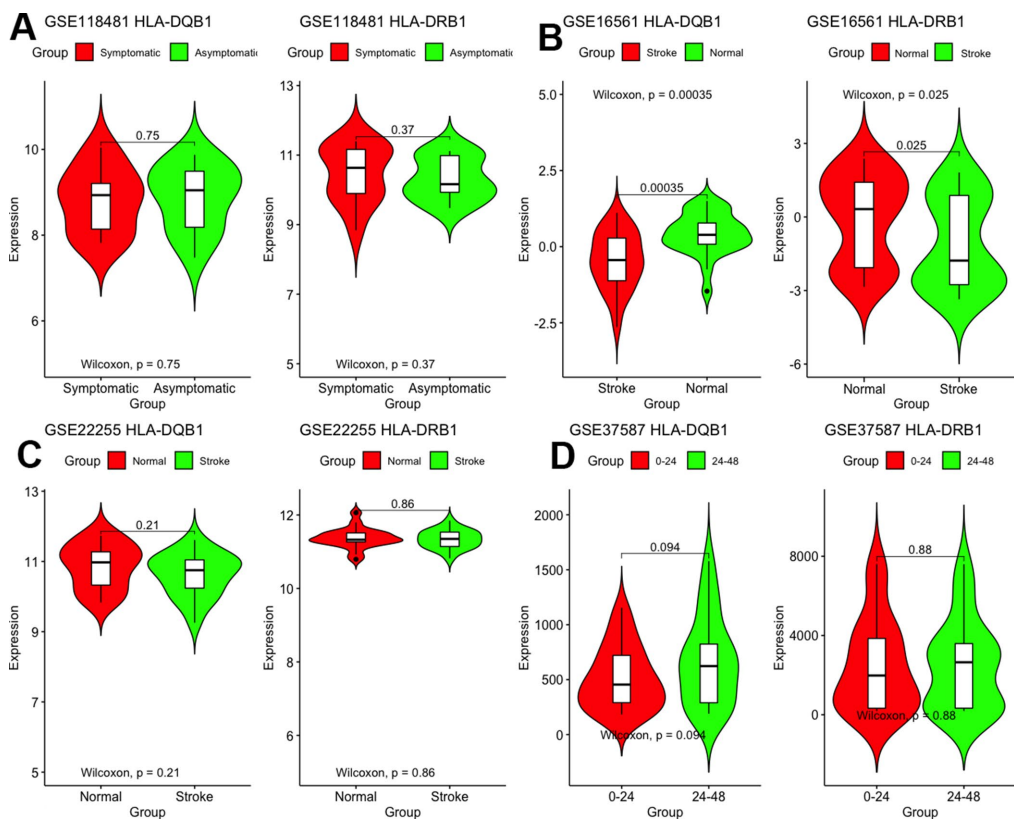 A
GSE118481 HLA-DQB1
Group Symptomatic Asymptomatic
Expression
10
8
6
0.75
Wilcoxon, p = 0.75
Symptomatic Asymptomatic
Group
GSE118481 HLA-DRB1
Group Symptomatic Asymptomatic
Expression
13
11
9
7
5
0.37
Wilcoxon, p = 0.37
Symptomatic Asymptomatic
Group
B
GSE16561 HLA-DQB1
Group Stroke Normal
Expression
5.0
2.5
0.0
-2.5
Wilcoxon, p = 0.00035
0.00035
Stroke Normal
Group
GSE16561 HLA-DRB1
Group Normal Stroke
Expression
3
0
-3
-6
Wilcoxon, p = 0.025
0.025
Normal Stroke
Group
C
GSE22255 HLA-DQB1
Group Normal Stroke
Expression
13
11
9
7
5
0.21
Wilcoxon, p = 0.21
Normal Stroke
Group
GSE22255 HLA-DRB1
Group Normal Stroke
Expression
12
10
8
6
0.86
Wilcoxon, p = 0.86
Normal Stroke
Group
D
GSE37587 HLA-DQB1
Group 0-24 24-48
Expression
2000
1500
1000
500
0
0.094
Wilcoxon, p = 0.094
0-24 24-48
Group
GSE37587 HLA-DRB1
Group 0-24 24-48
Expression
8000
4000
0
0.88
Wilcoxon, p = 0.88
0-24 24-48
Group